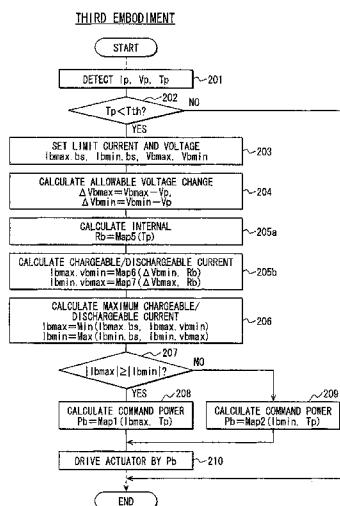 THIRD EMBODIMENT
START
DETECT Ip, Vp, Tp
201
202
Tp<Tth?
NO
YES
SET LIMIT CURRENT AND VOLTAGE
Ibmax.bs, Ibmin.bs, Vbmax, Vbmin
203
CALCULATE ALLOWABLE VOLTAGE CHANGE
ΔVbmax=Vbmax−Vp,
ΔVbmin=Vbmin−Vp
204
CALCULATE INTERNAL
Rb=Map5(Tp)
205a
CALCULATE CHARGEABLE/DISCHARGEABLE CURRENT
Ibmax.vbmin=Map6(ΔVbmin, Rb)
Ibmin.vbmax=Map7(ΔVbmax, Rb)
205b
CALCULATE MAXIMUM CHARGEABLE/
DISCHARGEABLE CURRENT
Ibmax=Min(Ibmax.bs, Ibmax.vbmin)
Ibmin=Max(Ibmin.bs, Ibmin.vbmax)
206
207
|Ibmax|≥|Ibmin|?
NO
YES
208
209
CALCULATE COMMAND POWER
Pb=Map1(Ibmax, Tp)
CALCULATE COMMAND POWER
Pb=Map2(Ibmin, Tp)
DRIVE ACTUATOR BY Pb
210
END